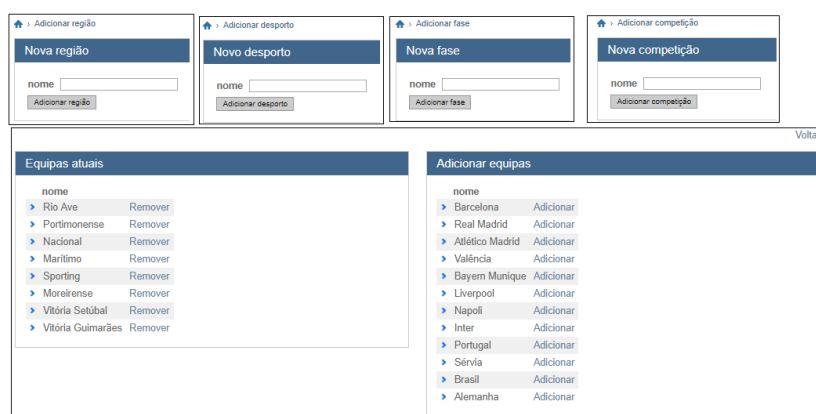 › Adicionar região
Nova região
nome
Adicionar região
› Adicionar desporto
Novo desporto
nome
Adicionar desporto
› Adicionar fase
Nova fase
nome
Adicionar fase
› Adicionar competição
Nova competição
nome
Adicionar competição
Volta
Equipas atuais
nome
Rio Ave Remover
Portimonense Remover
Nacional Remover
Marítimo Remover
Sporting Remover
Moreirense Remover
Vitória Setúbal Remover
Vitória Guimarães Remover
Adicionar equipas
nome
Barcelona Adicionar
Real Madrid Adicionar
Atlético Madrid Adicionar
Valência Adicionar
Bayern Munique Adicionar
Liverpool Adicionar
Napoli Adicionar
Inter Adicionar
Portugal Adicionar
Sérvia Adicionar
Brasil Adicionar
Alemanha Adicionar